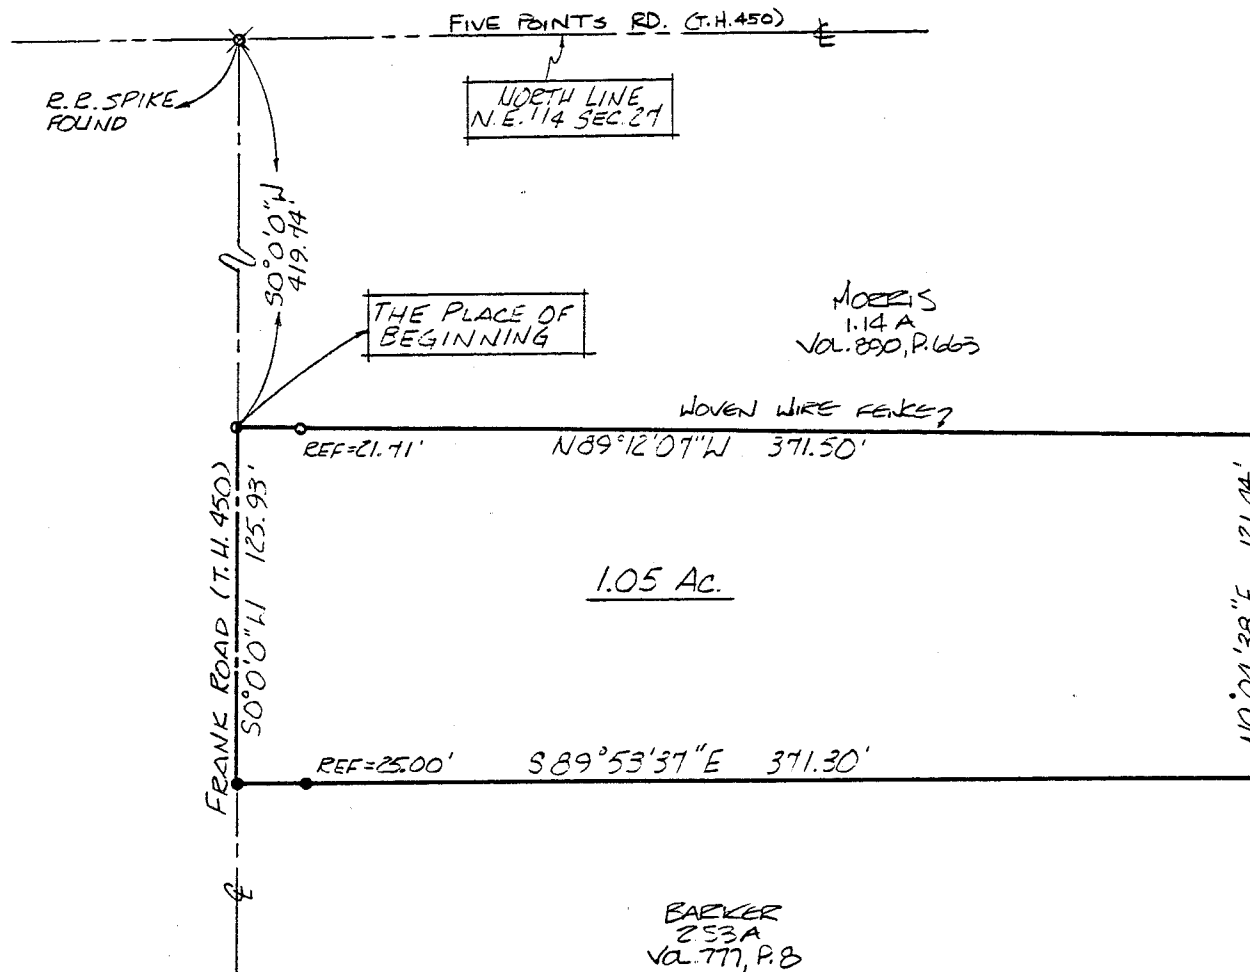 FIVE POINTS RD. (T.H. 450)
R.R. SPIKE
FOUND
NORTH LINE
N.E. 1/4 SEC. 27
S0°0'0"W
419.74'
THE PLACE OF
BEGINNING
MORRIS
1.14 A
VOL. 890, P. 663
WOVEN WIRE FENCE
REF=21.71'
N89°12'07"W 371.50'
FRANK ROAD (T.H. 450)
S0°0'0"W 125.93'
1.05 AC.
REF=25.00'
S89°53'37"E 371.30'
BARKER
2.53A
VOL. 777, P. 8